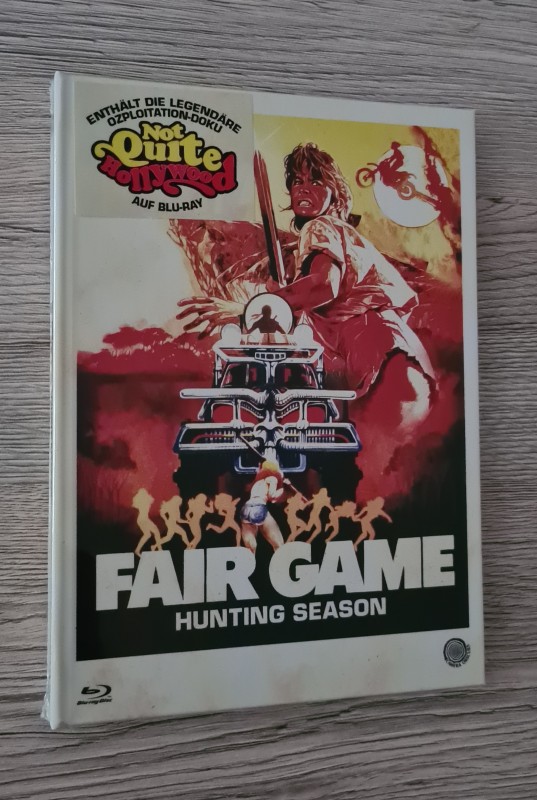 ENTHÄLT DIE LEGENDÄRE
OZPLOITATION-DOKU
Not
Quite
Hollywood
AUF BLU-RAY
FAIR GAME
HUNTING SEASON
Blu-ray Disc